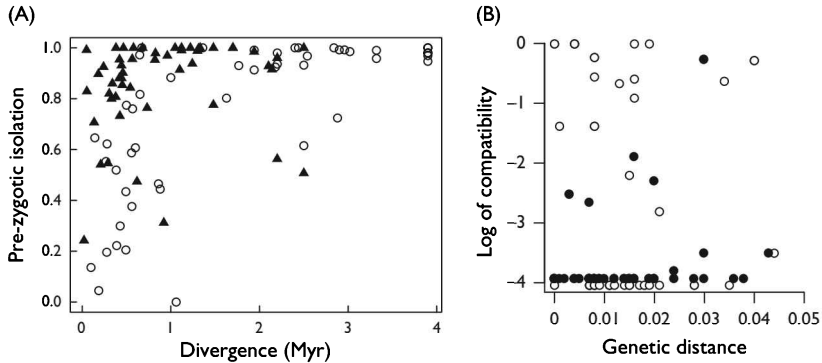 (A)
1.0
0.8
0.6
0.4
0.2
0.0
Pre-zygotic isolation
0 1 2 3 4
Divergence (Myr)
(B)
0
−1
−2
−3
−4
Log of compatibility
0 0.01 0.02 0.03 0.04 0.05
Genetic distance